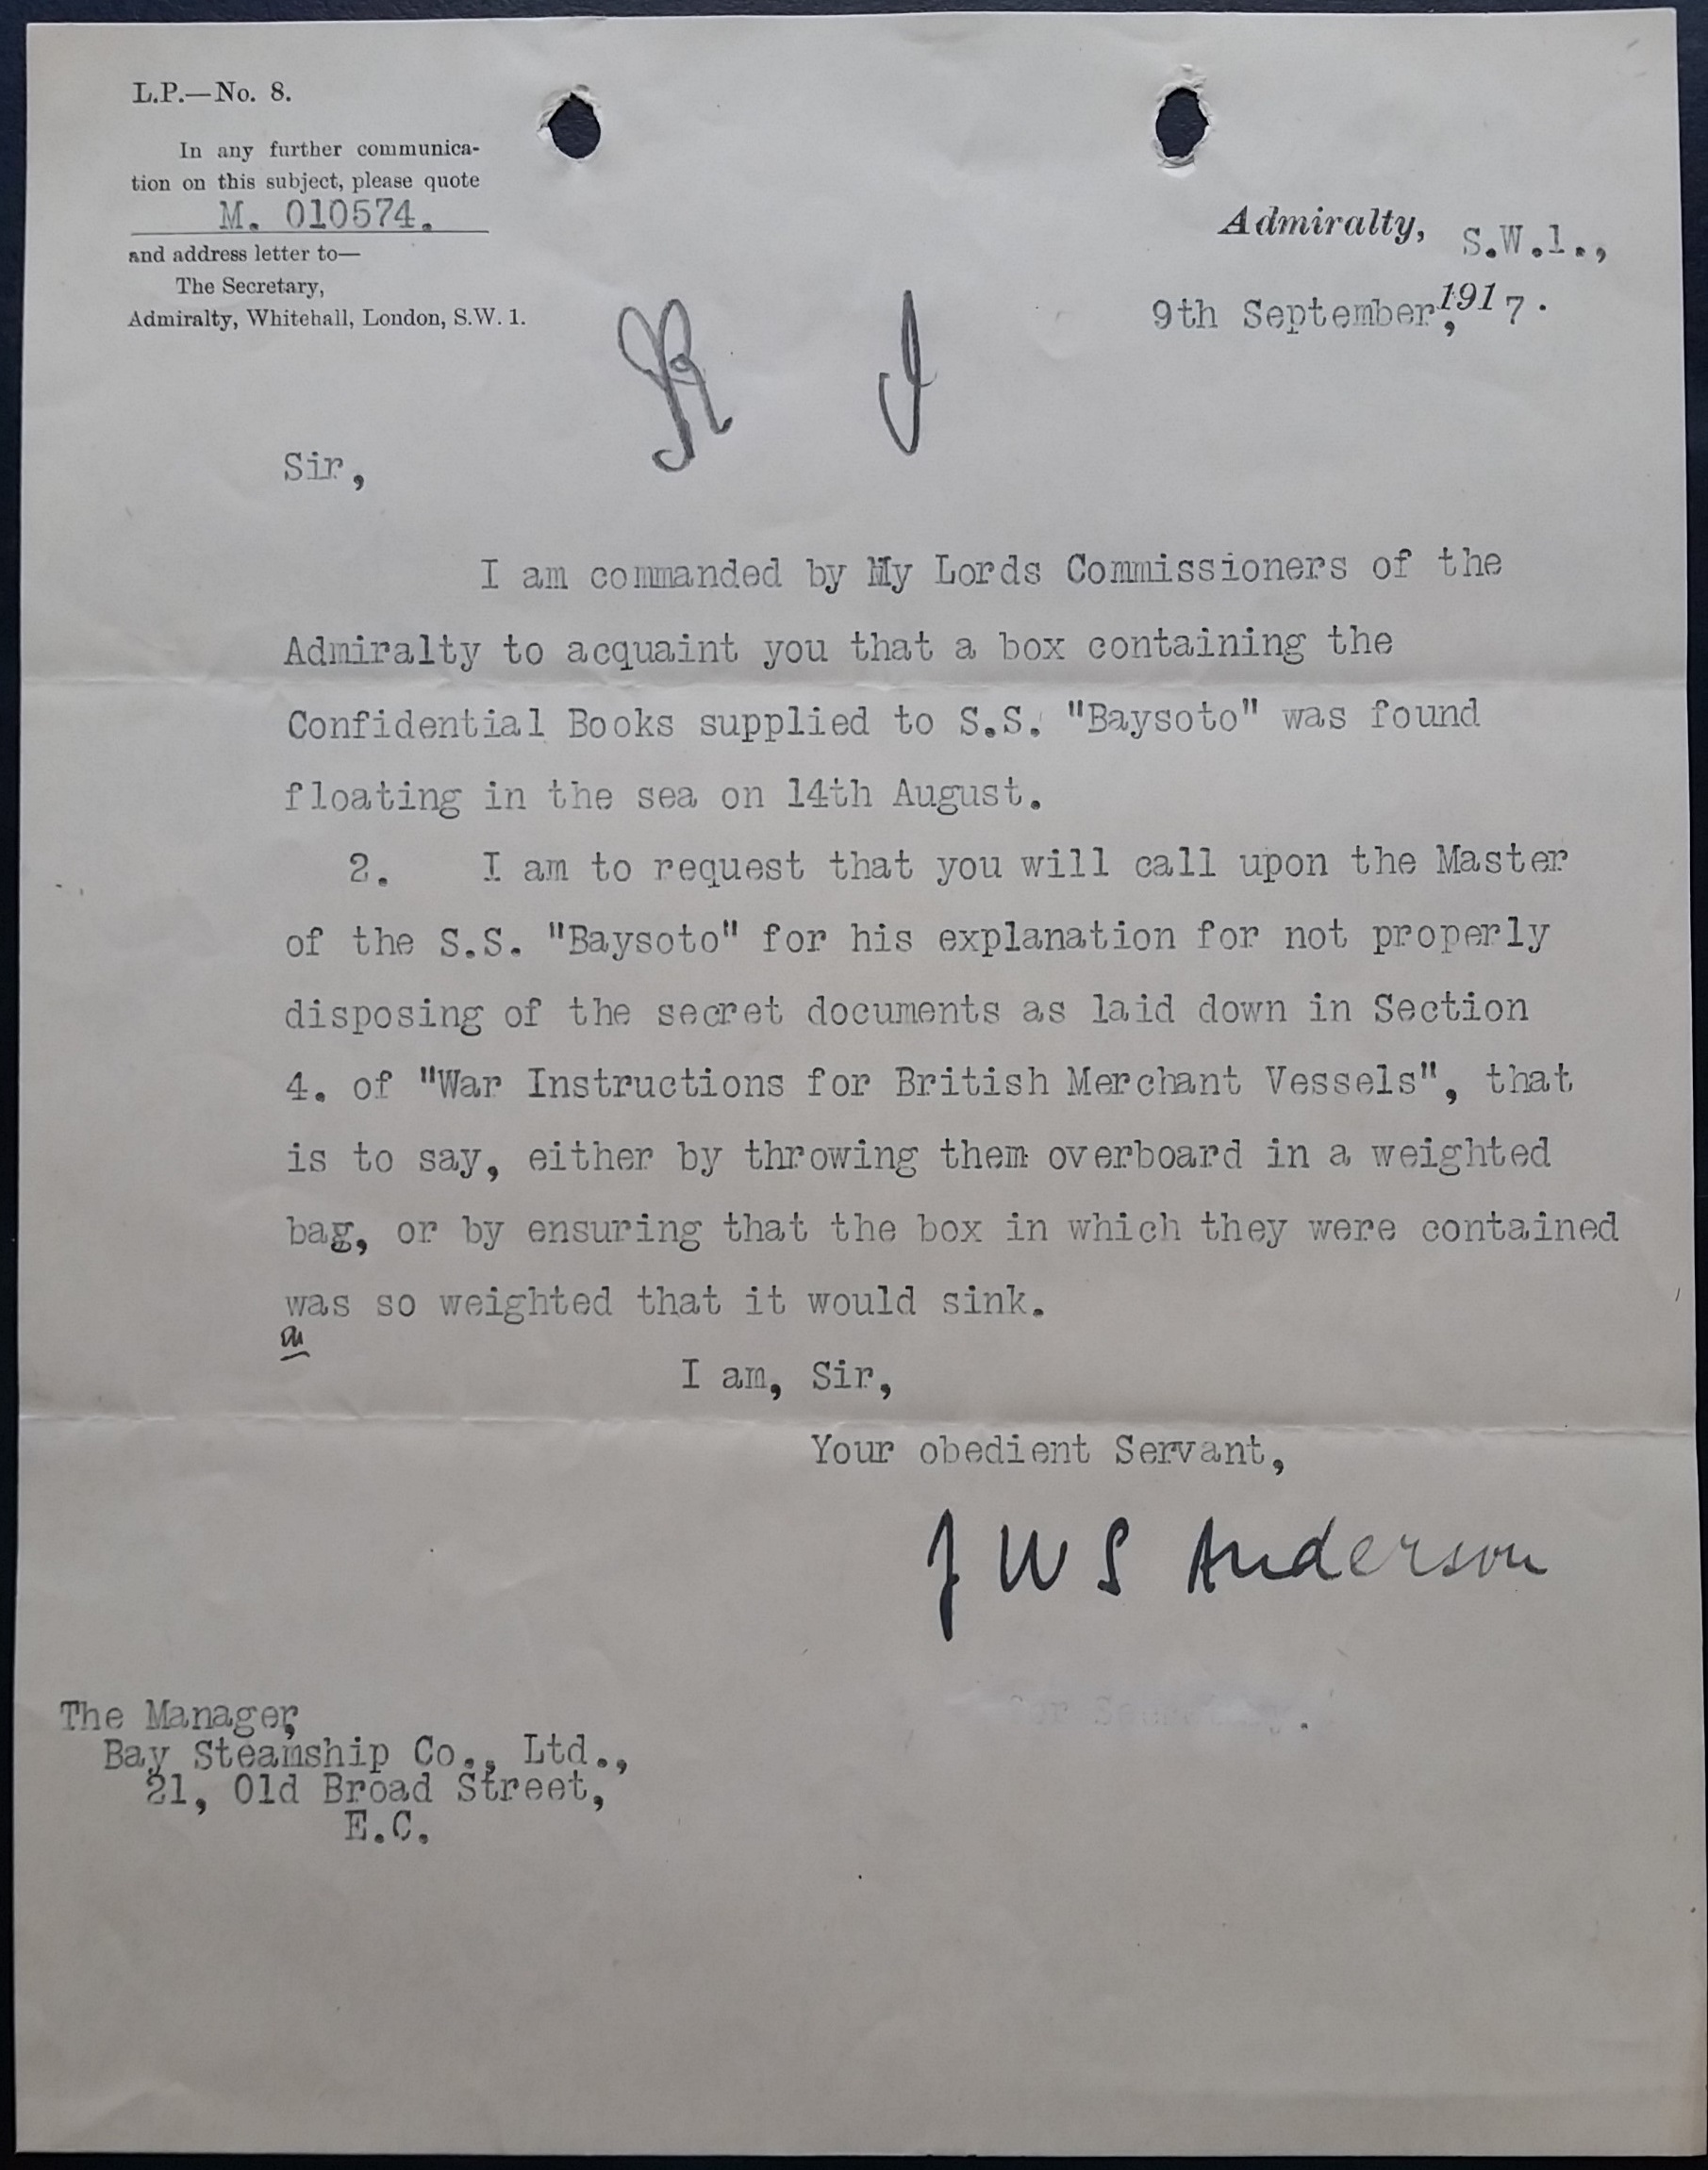 L.P.—No. 8.
In any further communica-
tion on this subject, please quote
M. 010574.
and address letter to—
The Secretary,
Admiralty, Whitehall, London, S.W. 1.
Admiralty, S.W.1.,
9th September, 1917.
Sir,
I am commanded by My Lords Commissioners of the
Admiralty to acquaint you that a box containing the
Confidential Books supplied to S.S. "Baysoto" was found
floating in the sea on 14th August.
2. I am to request that you will call upon the Master
of the S.S. "Baysoto" for his explanation for not properly
disposing of the secret documents as laid down in Section
4. of "War Instructions for British Merchant Vessels", that
is to say, either by throwing them overboard in a weighted
bag, or by ensuring that the box in which they were contained
was so weighted that it would sink.
I am, Sir,
Your obedient Servant,
J W S Anderson
for Secretary.
The Manager,
Bay Steamship Co., Ltd.,
21, Old Broad Street,
E.C.